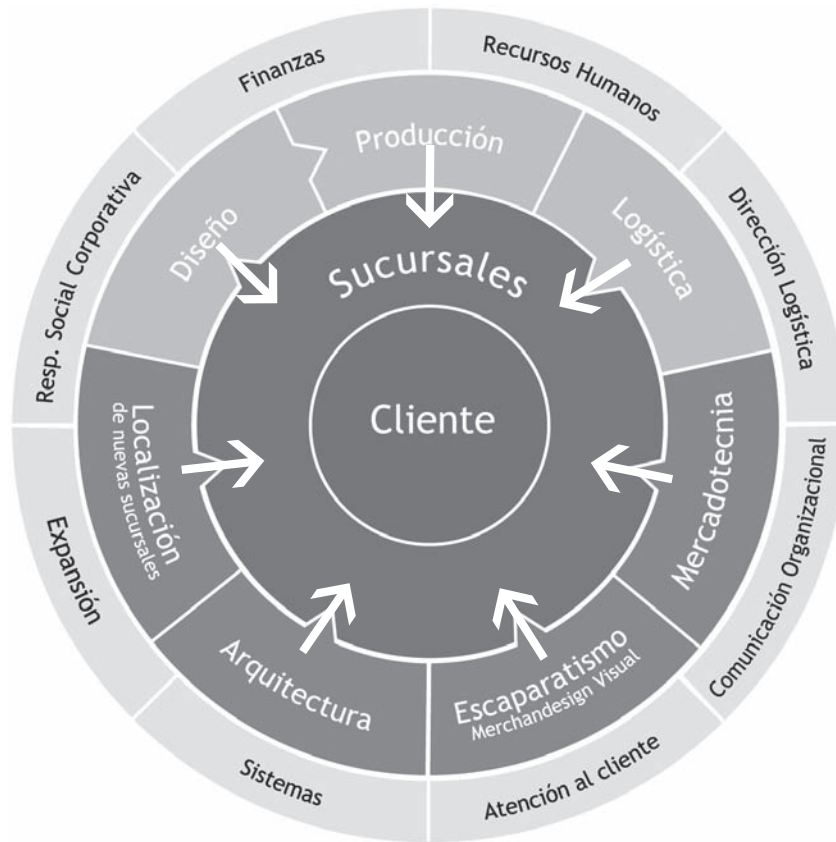 Finanzas
Recursos Humanos
Dirección Logística
Comunicación Organizacional
Atención al cliente
Sistemas
Expansión
Resp. Social Corporativa
Producción
Logística
Mercadotecnia
Escaparatismo
Merchandesign Visual
Arquitectura
Localización
de nuevas sucursales
Diseño
Sucursales
Cliente